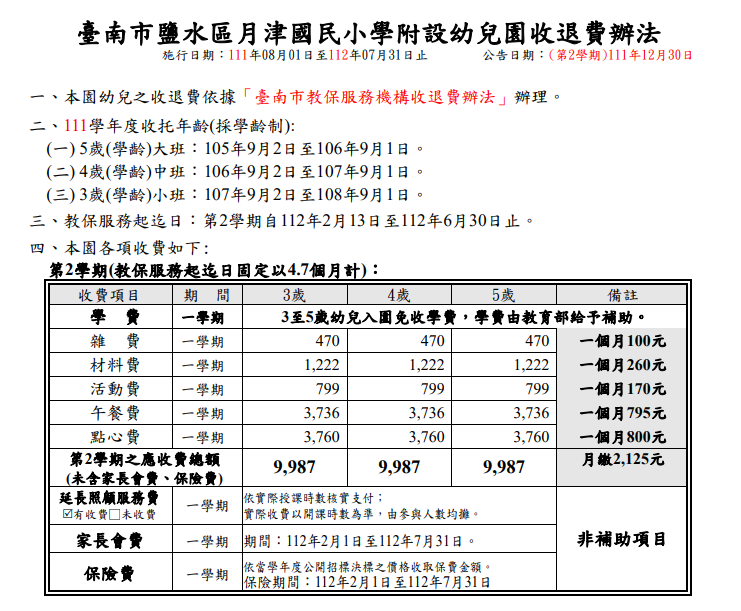 臺南市鹽水區月津國民小學附設幼兒園收退費辦法
施行日期：111年08月01日至112年07月31日止 公告日期：(第2學期)111年12月30日
一、本園幼兒之收退費依據「臺南市教保服務機構收退費辦法」辦理。
二、111學年度收托年齡(採學齡制):
(一) 5歲(學齡)大班：105年9月2日至106年9月1日。
(二) 4歲(學齡)中班：106年9月2日至107年9月1日。
(三) 3歲(學齡)小班：107年9月2日至108年9月1日。
三、教保服務起迄日：第2學期自112年2月13日至112年6月30日止。
四、本園各項收費如下:
第2學期(教保服務起迄日固定以4.7個月計)：
收費項目 期 間 3歲 4歲 5歲 備註
學 費 一學期 3至5歲幼兒入園免收學費，學費由教育部給予補助。
雜 費 一學期 470 470 470 一個月100元
材料費 一學期 1,222 1,222 1,222 一個月260元
活動費 一學期 799 799 799 一個月170元
午餐費 一學期 3,736 3,736 3,736 一個月795元
點心費 一學期 3,760 3,760 3,760 一個月800元
第2學期之應收費總額
(未含家長會費、保險費) 9,987 9,987 9,987 月繳2,125元
延長照顧服務費
☑有收費□未收費 一學期 依實際授課時數核實支付；
實際收費以開課時數為準，由參與人數均攤。
家長會費 一學期 期間：112年2月1日至112年7月31日。 非補助項目
保險費 一學期 依當學年度公開招標決標之價格收取保費金額。
保險期間：112年2月1日至112年7月31日